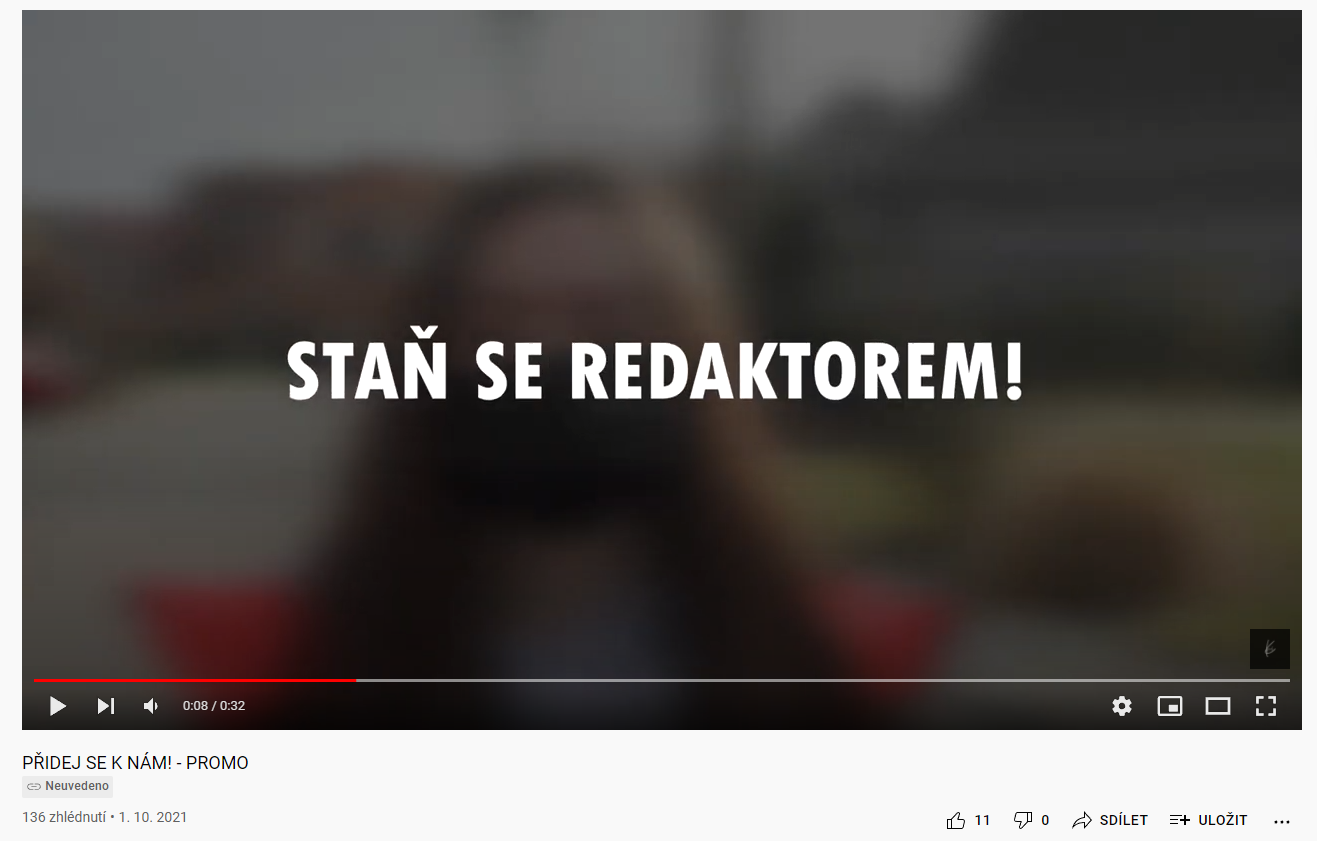 STAŇ SE REDAKTOREM!
0:08 / 0:32
PŘIDEJ SE K NÁM! - PROMO
Neuvedeno
136 zhlédnutí • 1. 10. 2021
11 0 SDÍLET ULOŽIT